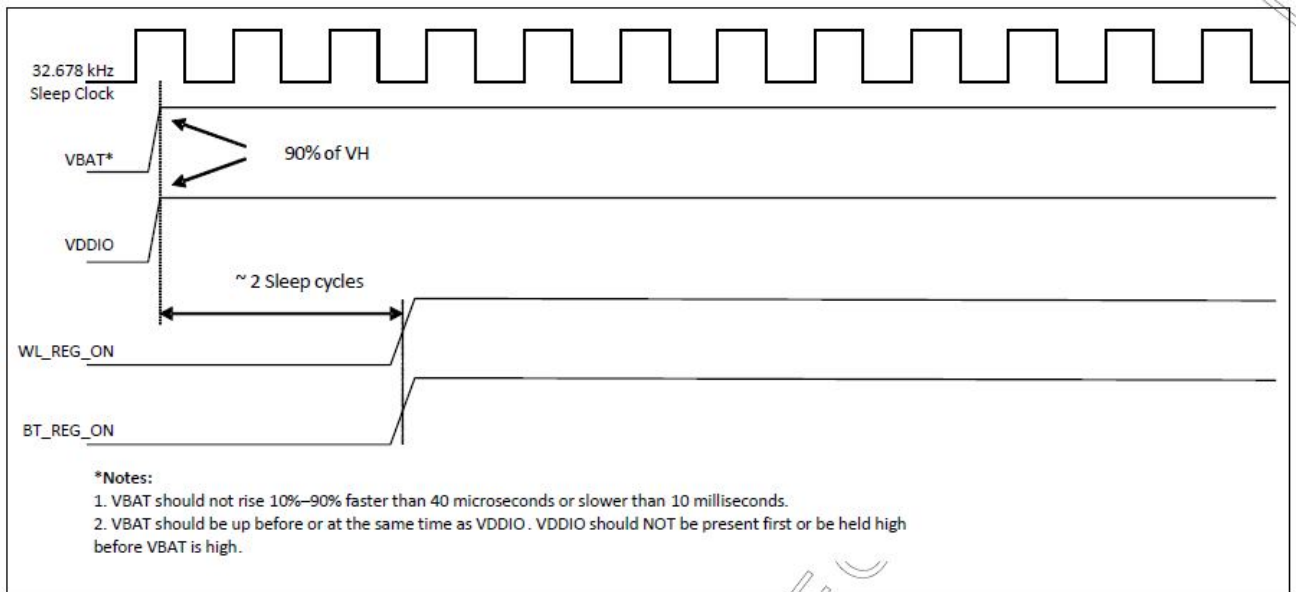 32.678 kHz
Sleep Clock
VBAT*
90% of VH
VDDIO
~ 2 Sleep cycles
WL_REG_ON
BT_REG_ON
*Notes:
1. VBAT should not rise 10%–90% faster than 40 microseconds or slower than 10 milliseconds.
2. VBAT should be up before or at the same time as VDDIO. VDDIO should NOT be present first or be held high
before VBAT is high.